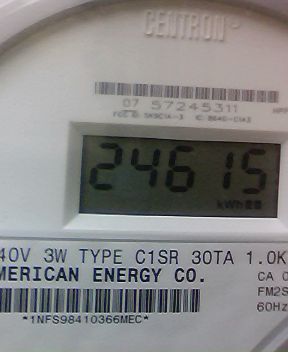 CENTRON
07 57245311
24615
kWh
40V 3W TYPE C1SR 30TA 1.0K
MERICAN ENERGY CO.
CA
FM2S
60Hz
*1NFS98410366MEC*